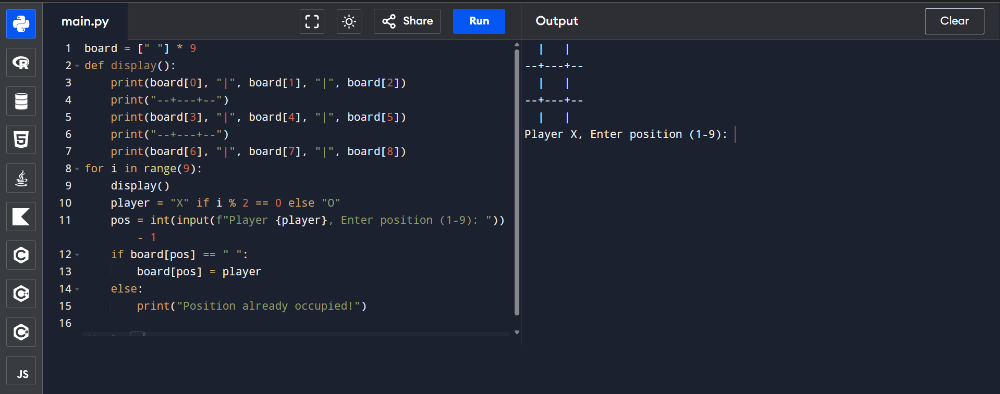 main.py
Share
Run
Output
Clear
1 board = [" "] * 9
2 def display():
3     print(board[0], "|", board[1], "|", board[2])
4     print("--+---+--")
5     print(board[3], "|", board[4], "|", board[5])
6     print("--+---+--")
7     print(board[6], "|", board[7], "|", board[8])
8 for i in range(9):
9     display()
10     player = "X" if i % 2 == 0 else "O"
11     pos = int(input(f"Player {player}, Enter position (1-9): "))
        - 1
12     if board[pos] == " ":
13         board[pos] = player
14     else:
15         print("Position already occupied!")
16
  |   |
--+---+--
  |   |
--+---+--
  |   |
Player X, Enter position (1-9):
R
5
C
C++
C#
JS